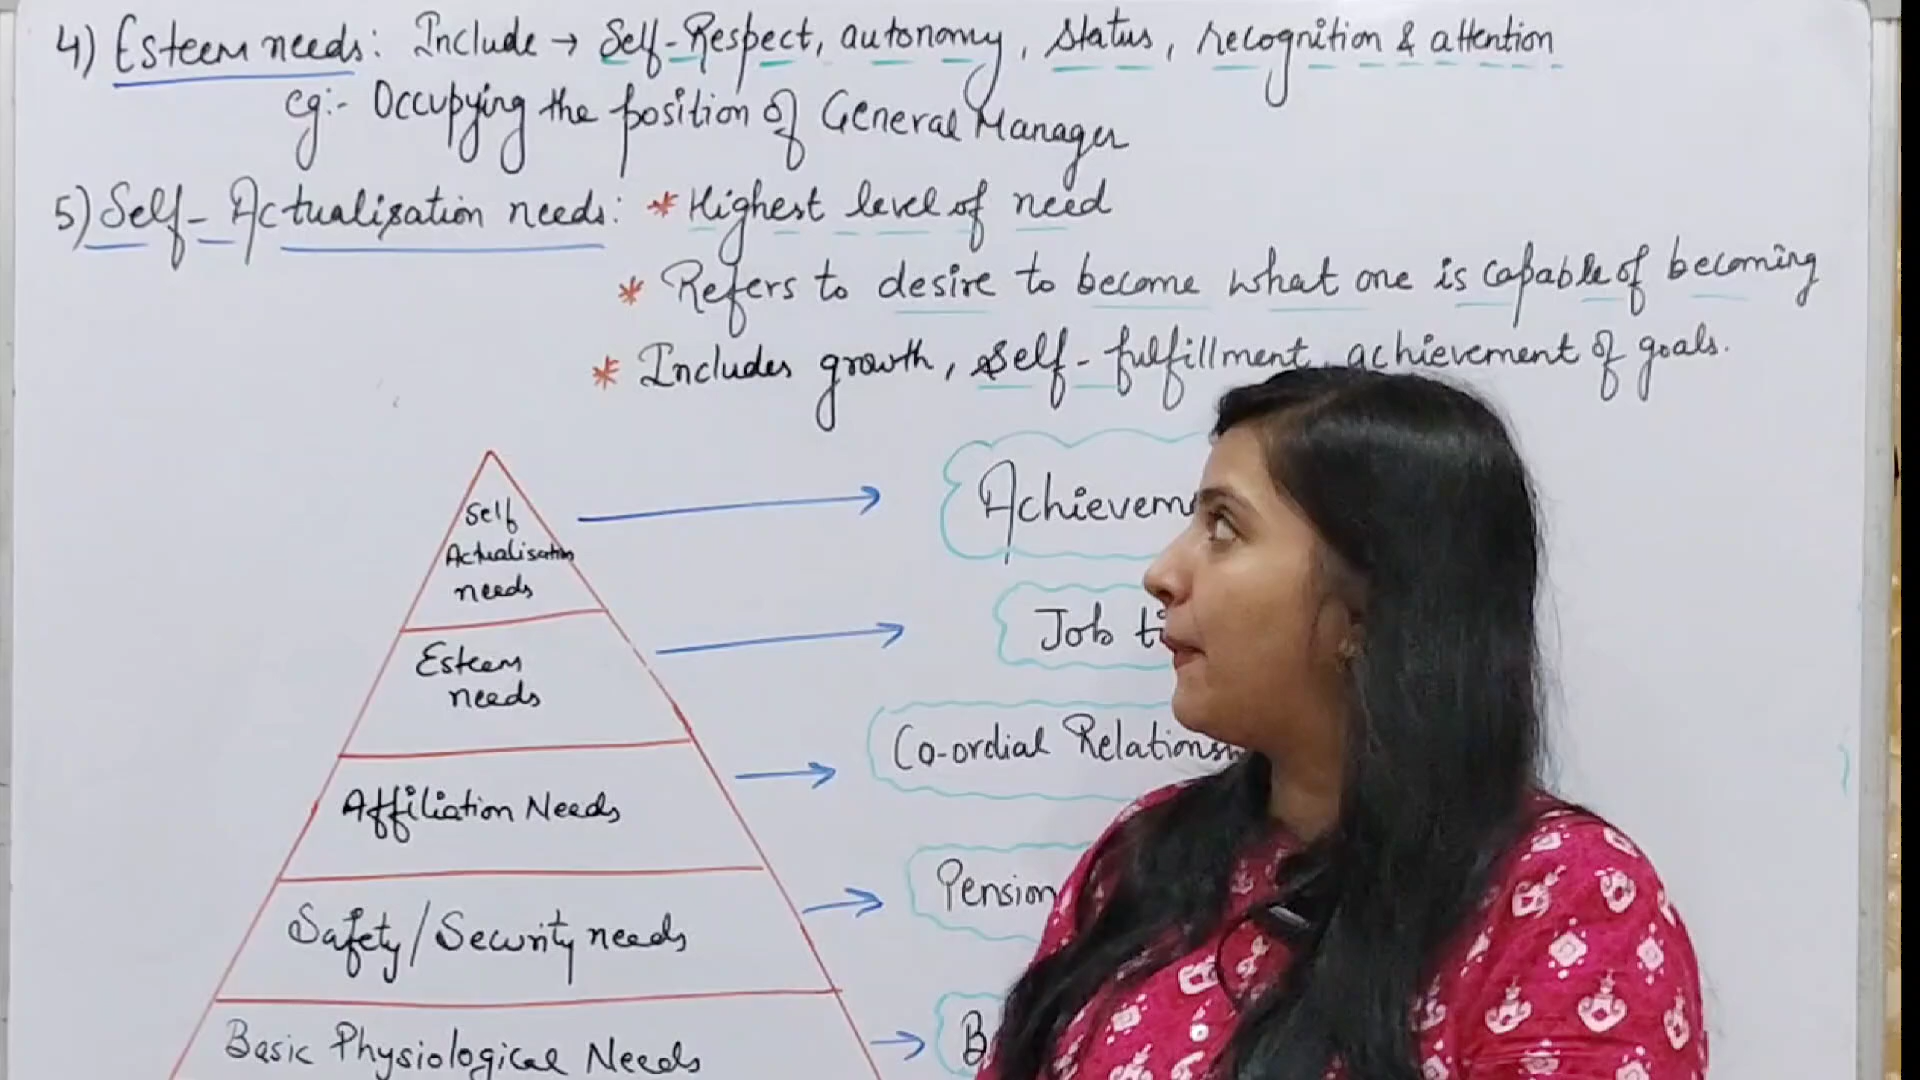 4) Esteem needs: Include → Self-Respect, autonomy, status, recognition & attention
eg:- Occupying the position of General Manager
5) Self-Actualisation needs: * Highest level of need
* Refers to desire to become what one is capable of becoming
* Includes growth, self-fulfillment, achievement of goals.
Self
Actualisation
needs
Esteem
needs
Job
Affiliation Needs
Co-ordial
Safety/Security needs
Pension
Basic Physiological Needs